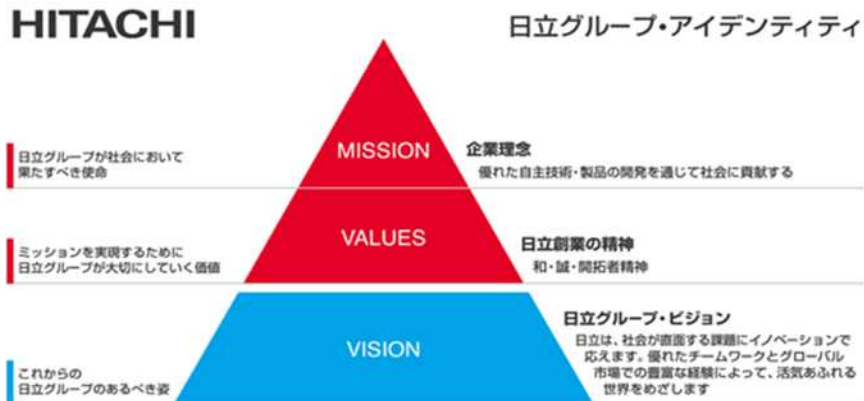 HITACHI
日立グループ・アイデンティティ
日立グループが社会において
果たすべき使命
MISSION
企業理念
優れた自主技術・製品の開発を通じて社会に貢献する
ミッションを実現するために
日立グループが大切にしていく価値
VALUES
日立創業の精神
和・誠・開拓者精神
これからの
日立グループのあるべき姿
VISION
日立グループ・ビジョン
日立は、社会が直面する課題にイノベーションで
応えます。優れたチームワークとグローバル
市場での豊富な経験によって、活気あふれる
世界をめざします